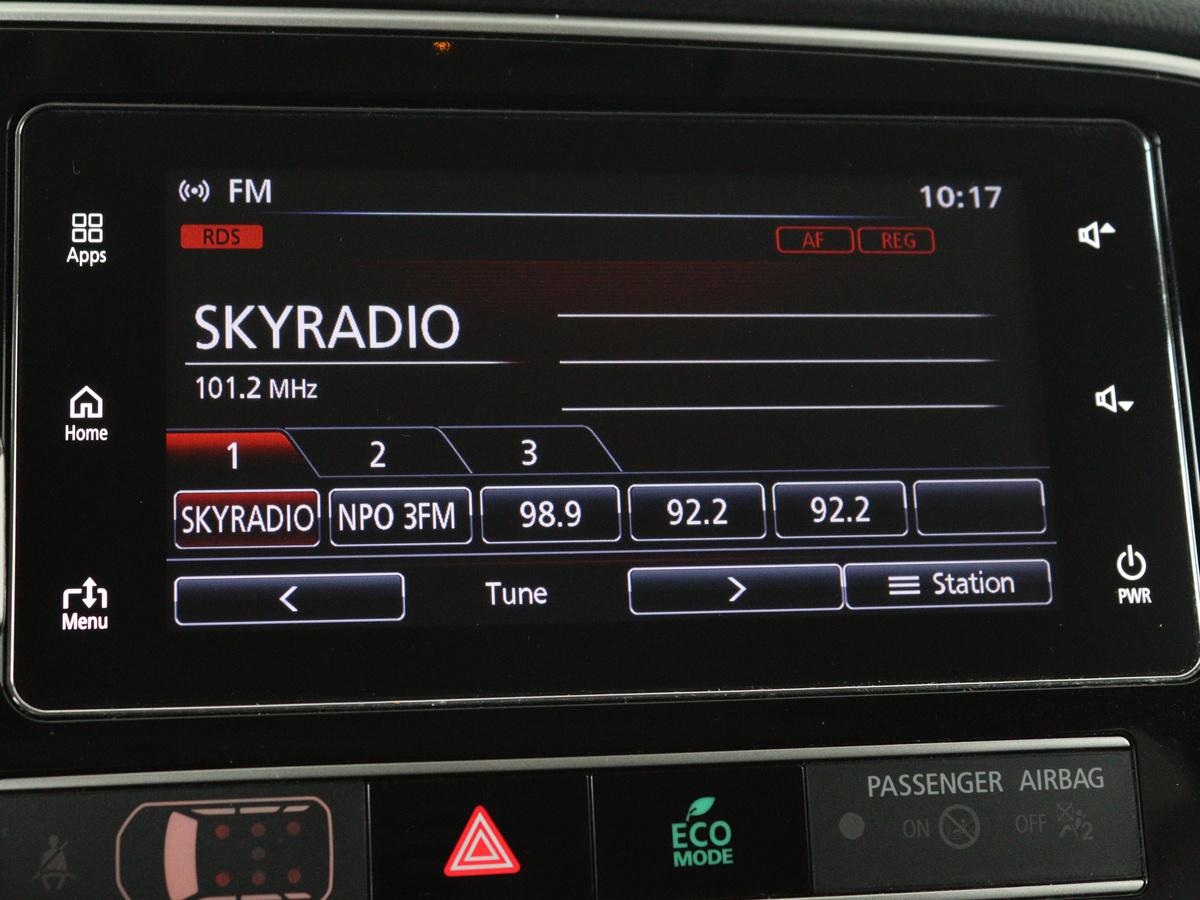 FM 10:17
Apps
RDS AF REG
SKYRADIO
101.2 MHz
Home
1 2 3
SKYRADIO NPO 3FM 98.9 92.2 92.2
< Tune > Station
Menu
PWR
PASSENGER AIRBAG
ON OFF 2
ECO
MODE